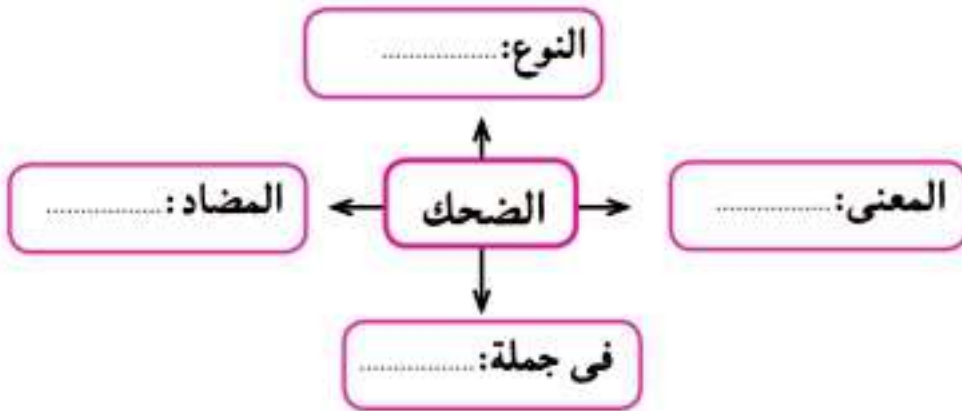 النوع: ..................
المعنى: ..................
الضحك
المضاد: ..................
فى جملة: ..................